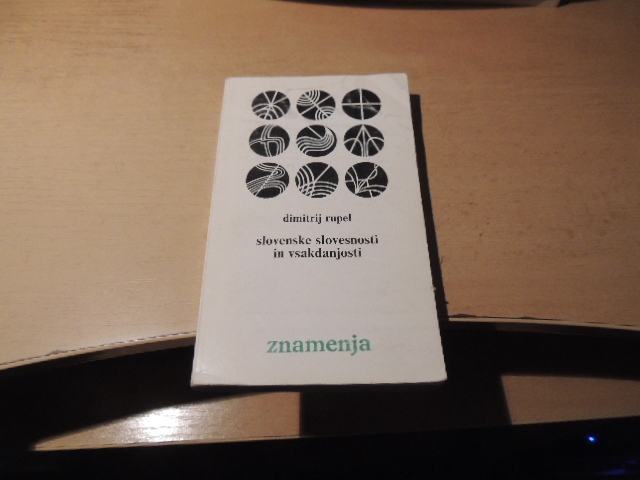 dimitrij rupel
slovenske slovesnosti
in vsakdanjosti
znamenja